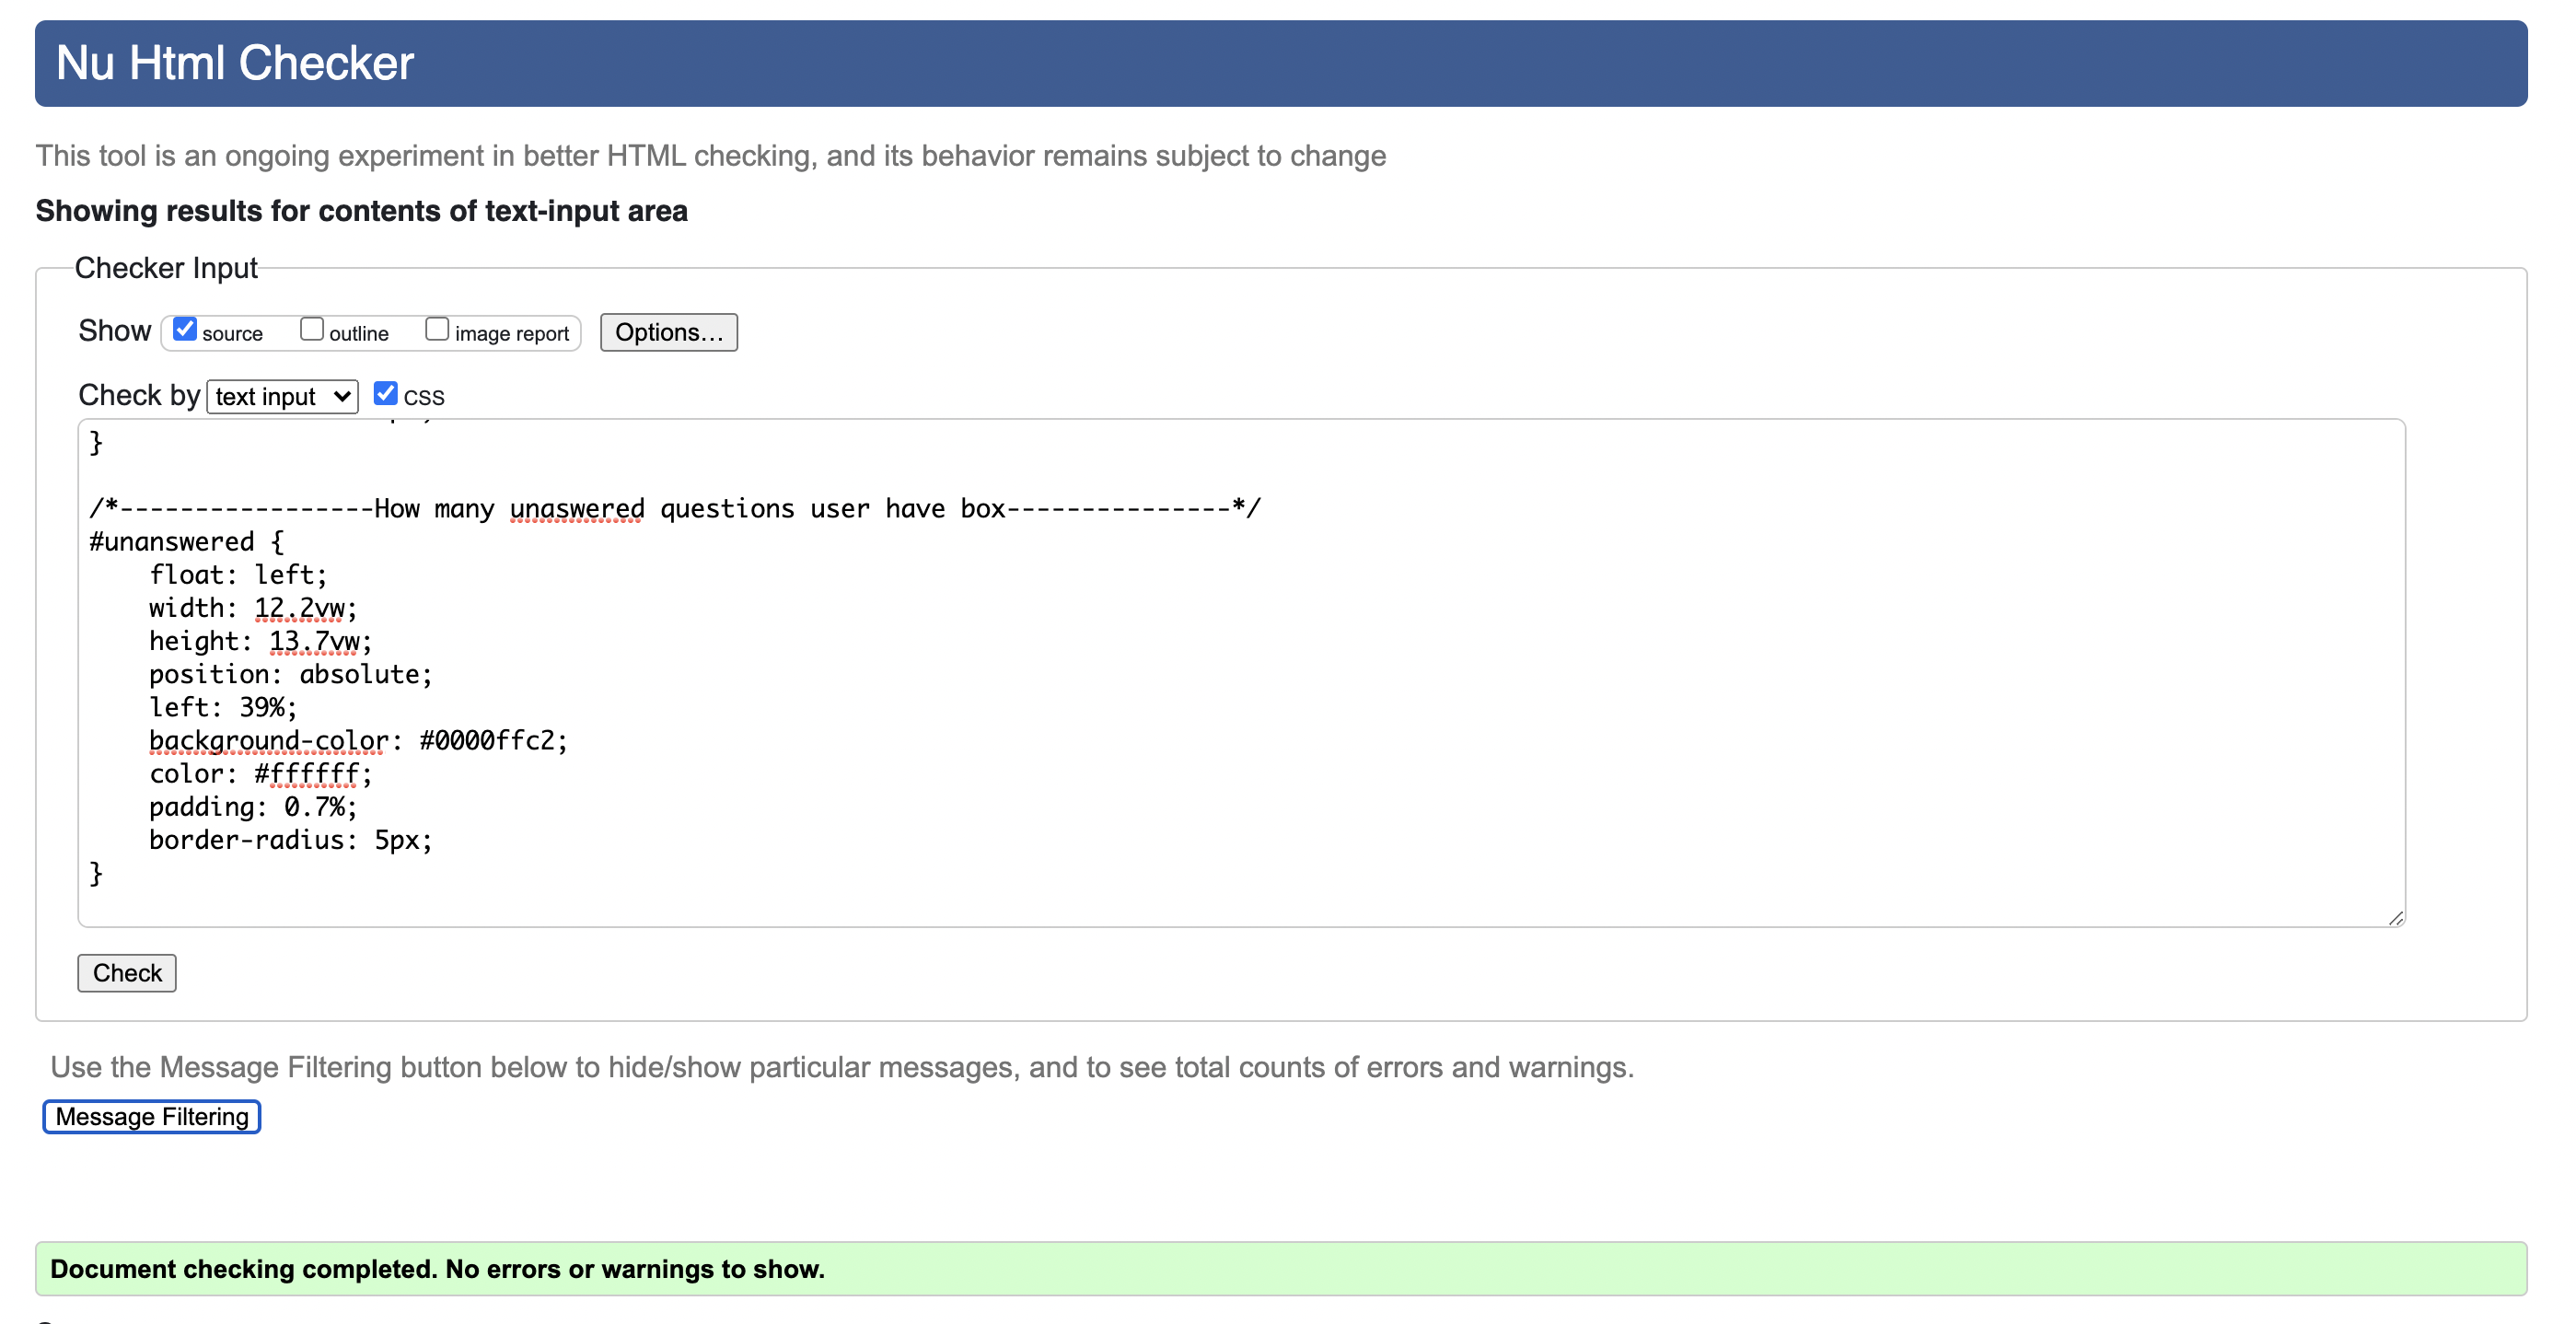 Nu Html Checker
This tool is an ongoing experiment in better HTML checking, and its behavior remains subject to change
Showing results for contents of text-input area
Checker Input
Show source outline image report Options...
Check by text input CSS
}
/*-----------------How many unaswered questions user have box---------------*/
#unanswered {
    float: left;
    width: 12.2vw;
    height: 13.7vw;
    position: absolute;
    left: 39%;
    background-color: #0000ffc2;
    color: #ffffff;
    padding: 0.7%;
    border-radius: 5px;
}
Check
Use the Message Filtering button below to hide/show particular messages, and to see total counts of errors and warnings.
Message Filtering
Document checking completed. No errors or warnings to show.